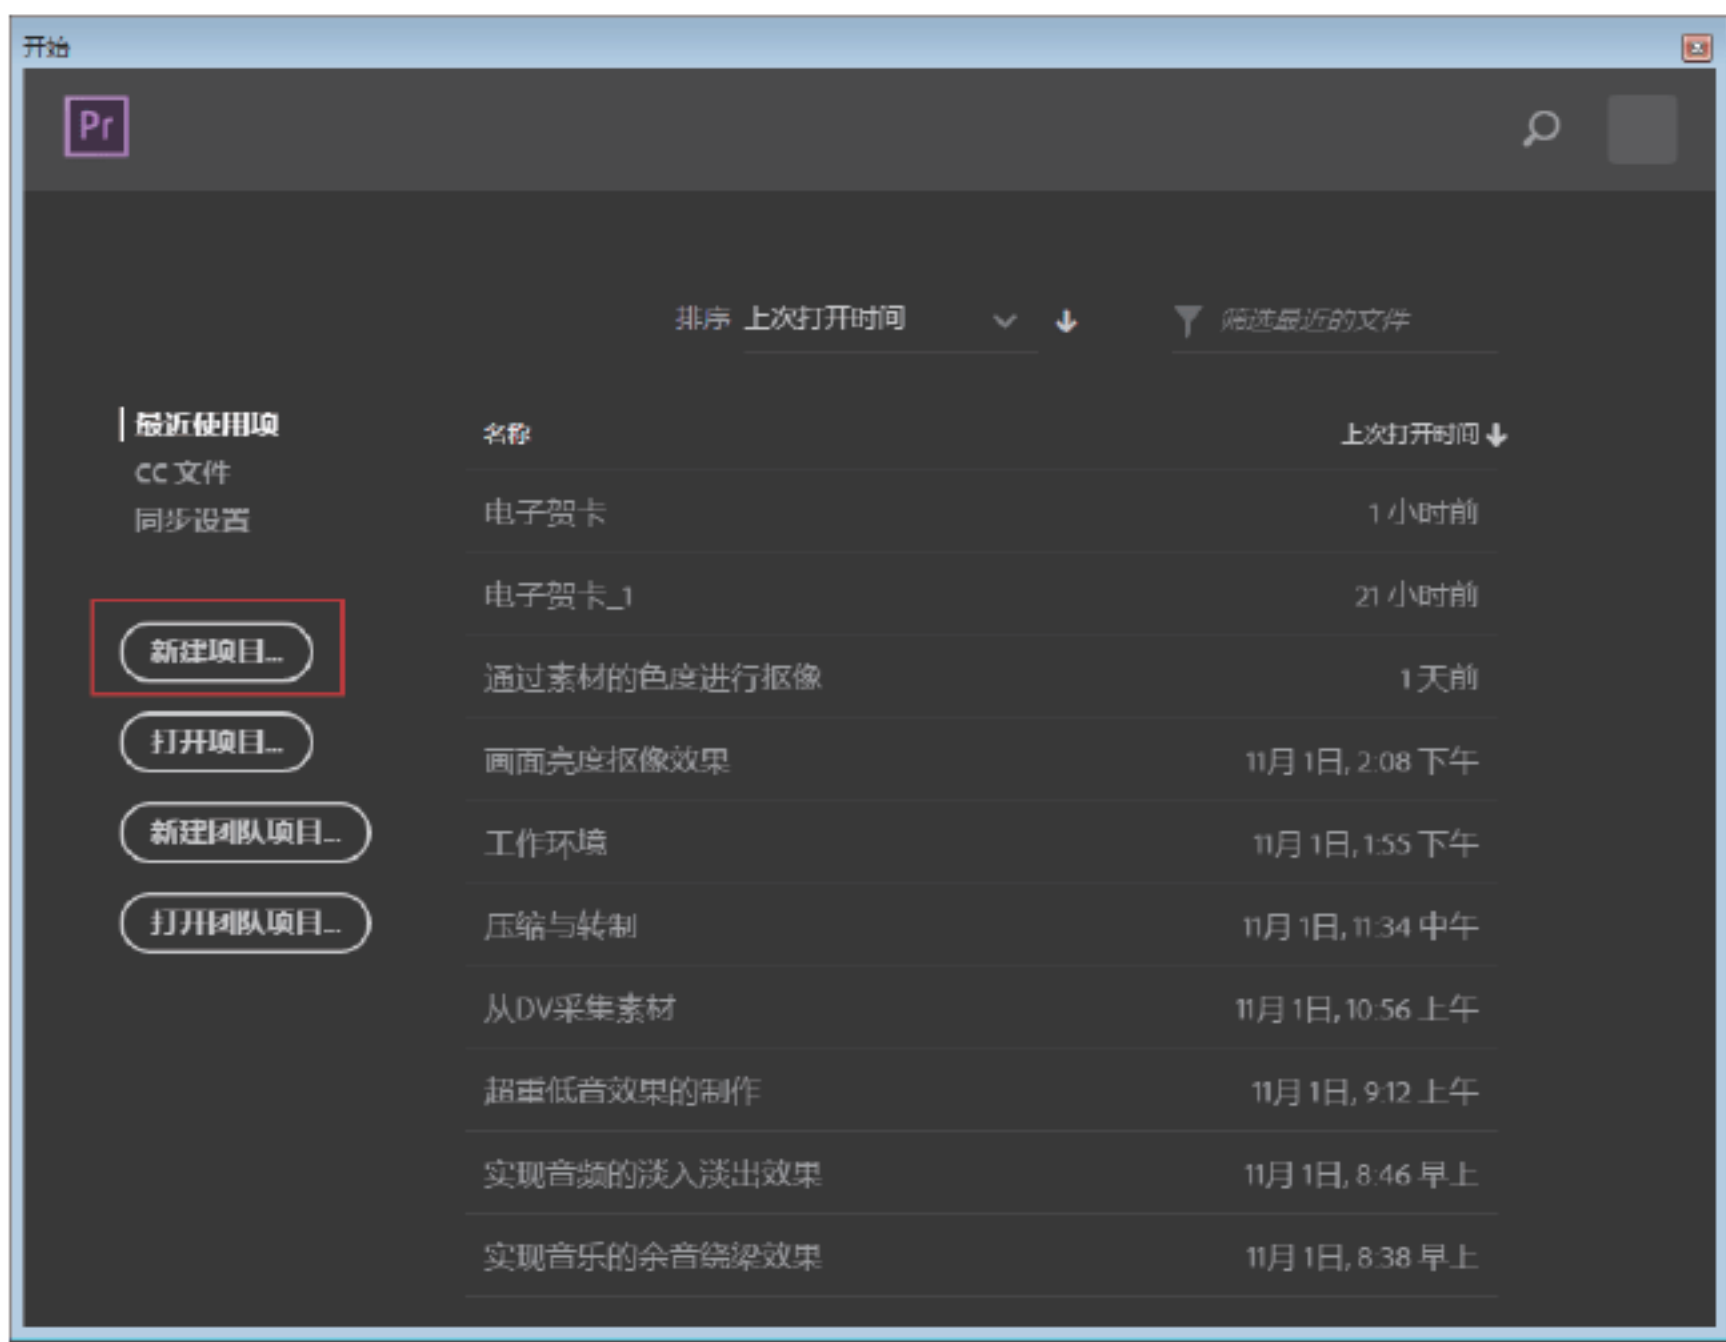 开始
Pr
排序 上次打开时间 筛选最近的文件
最近使用项
CC 文件
同步设置
新建项目...
打开项目...
新建团队项目...
打开团队项目...
名称 上次打开时间
电子贺卡 1 小时前
电子贺卡_1 21 小时前
通过素材的色度进行抠像 1 天前
画面亮度抠像效果 11月 1日, 2:08 下午
工作环境 11月 1日, 1:55 下午
压缩与转制 11月 1日, 11:34 中午
从DV采集素材 11月 1日, 10:56 上午
超重低音效果的制作 11月 1日, 9:12 上午
实现音频的淡入淡出效果 11月 1日, 8:46 早上
实现音乐的余音绕梁效果 11月 1日, 8:38 早上